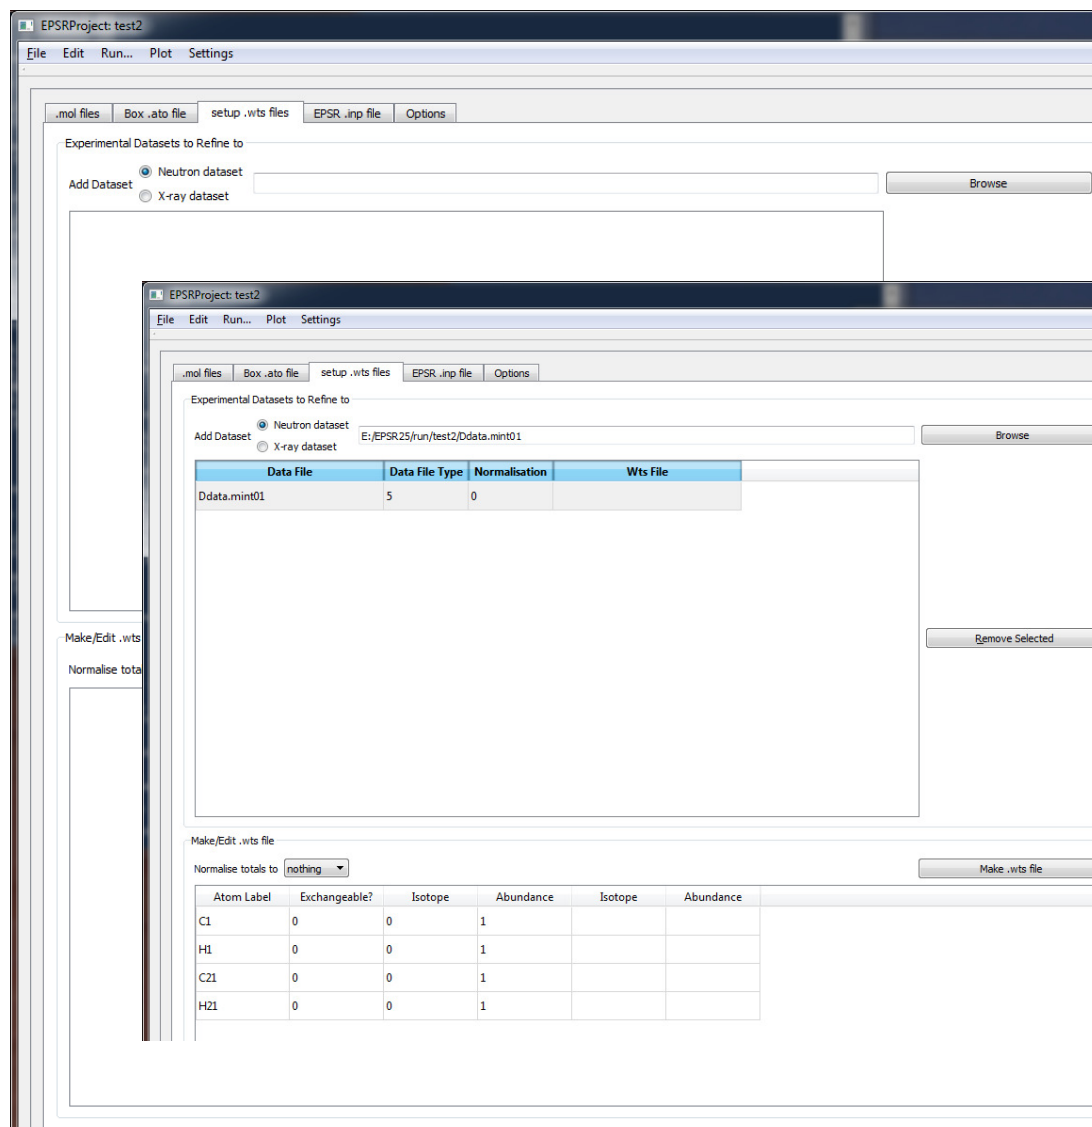 EPSRProject: test2
File Edit Run... Plot Settings
.mol files Box .ato file setup .wts files EPSR .inp file Options
Experimental Datasets to Refine to
Neutron dataset
Add Dataset Browse
X-ray dataset
EPSRProject: test2
File Edit Run... Plot Settings
.mol files Box .ato file setup .wts files EPSR .inp file Options
Experimental Datasets to Refine to
Neutron dataset
Add Dataset E:/EPSR25/run/test2/Ddata.mint01 Browse
X-ray dataset
Data File Data File Type Normalisation Wts File
Ddata.mint01 5 0
Make/Edit .wts
Remove Selected
Normalise tota
Make/Edit .wts file
Normalise totals to nothing Make .wts file
Atom Label Exchangeable? Isotope Abundance Isotope Abundance
C1 0 0 1
H1 0 0 1
C21 0 0 1
H21 0 0 1